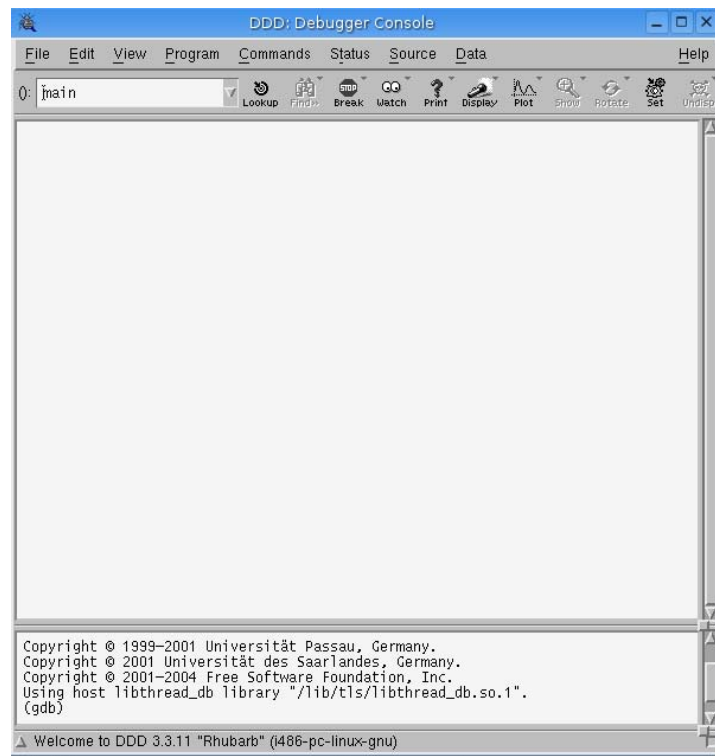 DDD: Debugger Console
File Edit View Program Commands Status Source Data Help
(): main
Lookup Find» Break Watch Print Display Plot Show Rotate Set Undisp
Copyright © 1999-2001 Universität Passau, Germany.
Copyright © 2001 Universität des Saarlandes, Germany.
Copyright © 2001-2004 Free Software Foundation, Inc.
Using host libthread_db library "/lib/tls/libthread_db.so.1".
(gdb)
Welcome to DDD 3.3.11 "Rhubarb" (i486-pc-linux-gnu)